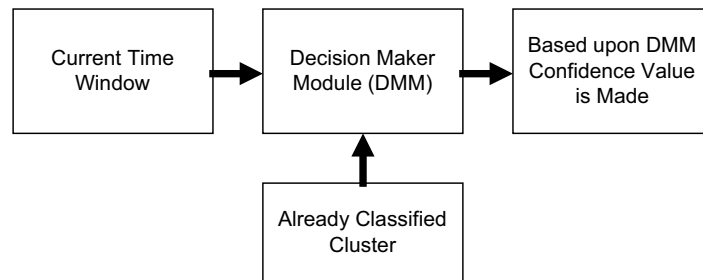 Current Time
Window
Decision Maker
Module (DMM)
Based upon DMM
Confidence Value
is Made
Already Classified
Cluster